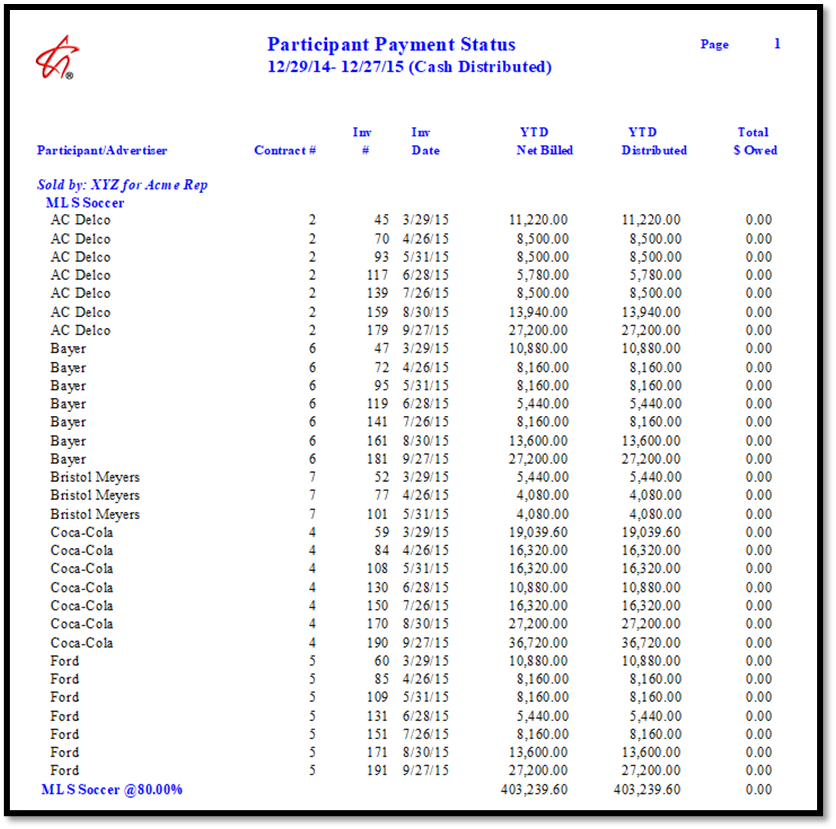 Participant Payment Status
Page 1
12/29/14- 12/27/15 (Cash Distributed)
®
Inv Inv YTD YTD Total
Participant/Advertiser Contract # # Date Net Billed Distributed $ Owed
Sold by: XYZ for Acme Rep
MLS Soccer
AC Delco 2 45 3/29/15 11,220.00 11,220.00 0.00
AC Delco 2 70 4/26/15 8,500.00 8,500.00 0.00
AC Delco 2 93 5/31/15 8,500.00 8,500.00 0.00
AC Delco 2 117 6/28/15 5,780.00 5,780.00 0.00
AC Delco 2 139 7/26/15 8,500.00 8,500.00 0.00
AC Delco 2 159 8/30/15 13,940.00 13,940.00 0.00
AC Delco 2 179 9/27/15 27,200.00 27,200.00 0.00
Bayer 6 47 3/29/15 10,880.00 10,880.00 0.00
Bayer 6 72 4/26/15 8,160.00 8,160.00 0.00
Bayer 6 95 5/31/15 8,160.00 8,160.00 0.00
Bayer 6 119 6/28/15 5,440.00 5,440.00 0.00
Bayer 6 141 7/26/15 8,160.00 8,160.00 0.00
Bayer 6 161 8/30/15 13,600.00 13,600.00 0.00
Bayer 6 181 9/27/15 27,200.00 27,200.00 0.00
Bristol Meyers 7 52 3/29/15 5,440.00 5,440.00 0.00
Bristol Meyers 7 77 4/26/15 4,080.00 4,080.00 0.00
Bristol Meyers 7 101 5/31/15 4,080.00 4,080.00 0.00
Coca-Cola 4 59 3/29/15 19,039.60 19,039.60 0.00
Coca-Cola 4 84 4/26/15 16,320.00 16,320.00 0.00
Coca-Cola 4 108 5/31/15 16,320.00 16,320.00 0.00
Coca-Cola 4 130 6/28/15 10,880.00 10,880.00 0.00
Coca-Cola 4 150 7/26/15 16,320.00 16,320.00 0.00
Coca-Cola 4 170 8/30/15 27,200.00 27,200.00 0.00
Coca-Cola 4 190 9/27/15 36,720.00 36,720.00 0.00
Ford 5 60 3/29/15 10,880.00 10,880.00 0.00
Ford 5 85 4/26/15 8,160.00 8,160.00 0.00
Ford 5 109 5/31/15 8,160.00 8,160.00 0.00
Ford 5 131 6/28/15 5,440.00 5,440.00 0.00
Ford 5 151 7/26/15 8,160.00 8,160.00 0.00
Ford 5 171 8/30/15 13,600.00 13,600.00 0.00
Ford 5 191 9/27/15 27,200.00 27,200.00 0.00
MLS Soccer @80.00% 403,239.60 403,239.60 0.00